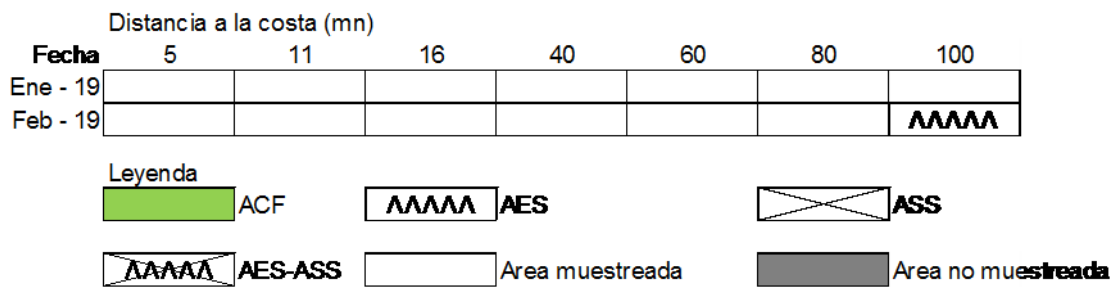 Distancia a la costa (mn)
Fecha 5 11 16 40 60 80 100
Ene - 19
Feb - 19 ΛΛΛΛΛ
Leyenda
ACF ΛΛΛΛΛ AES ASS
ΛΛΛΛΛ AES-ASS Area muestreada Area no muestreada